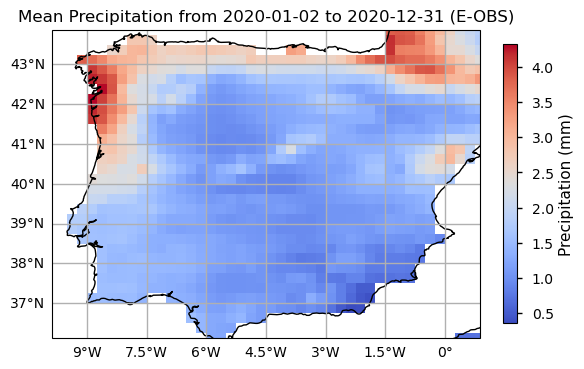 Mean Precipitation from 2020-01-02 to 2020-12-31 (E-OBS)
43°N
42°N
41°N
40°N
39°N
38°N
37°N
9°W 7.5°W 6°W 4.5°W 3°W 1.5°W 0°
4.0
3.5
3.0
2.5
2.0
1.5
1.0
0.5
Precipitation (mm)